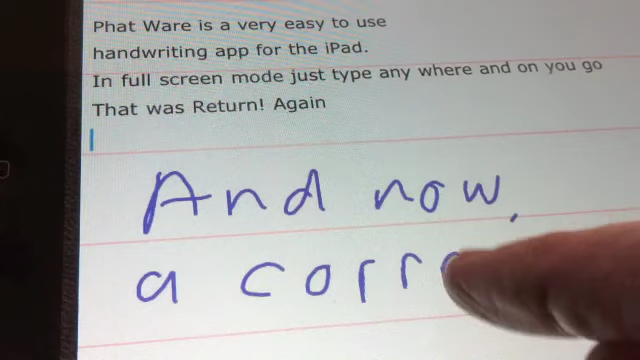 Phat Ware is a very easy to use
handwriting app for the iPad.
In full screen mode just type any where and on you go
That was Return! Again
And now,
a